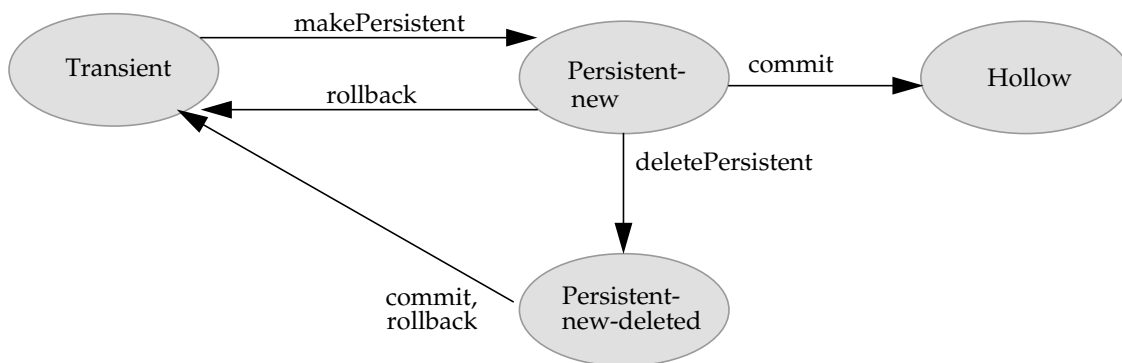 makePersistent
Transient
Persistent-
new
commit
Hollow
rollback
deletePersistent
commit,
rollback
Persistent-
new-deleted